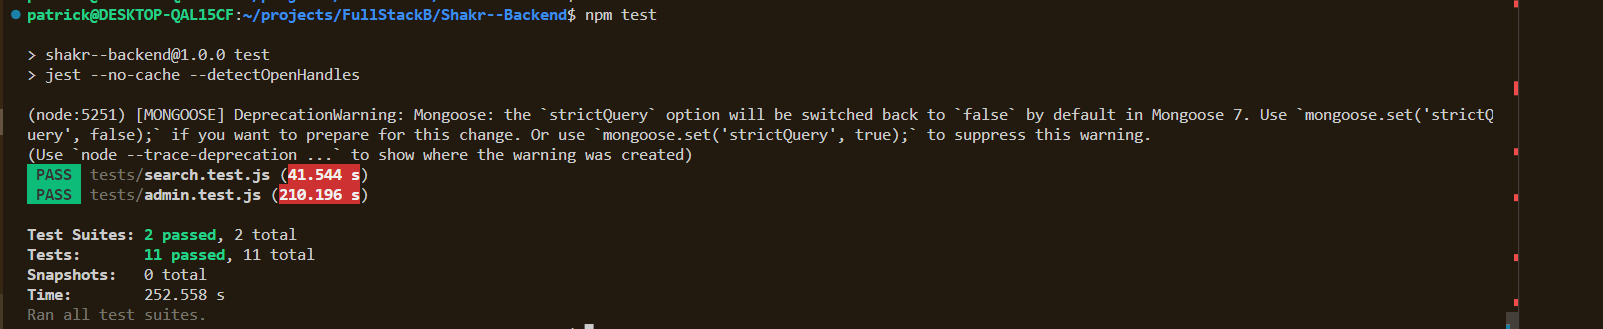 patrick@DESKTOP-QAL15CF:~/projects/FullStackB/Shakr--Backend$ npm test
> shakr--backend@1.0.0 test
> jest --no-cache --detectOpenHandles
(node:5251) [MONGOOSE] DeprecationWarning: Mongoose: the `strictQuery` option will be switched back to `false` by default in Mongoose 7. Use `mongoose.set('strictQ
uery', false);` if you want to prepare for this change. Or use `mongoose.set('strictQuery', true);` to suppress this warning.
(Use `node --trace-deprecation ...` to show where the warning was created)
PASS tests/search.test.js (41.544 s)
PASS tests/admin.test.js (210.196 s)
Test Suites: 2 passed, 2 total
Tests: 11 passed, 11 total
Snapshots: 0 total
Time: 252.558 s
Ran all test suites.